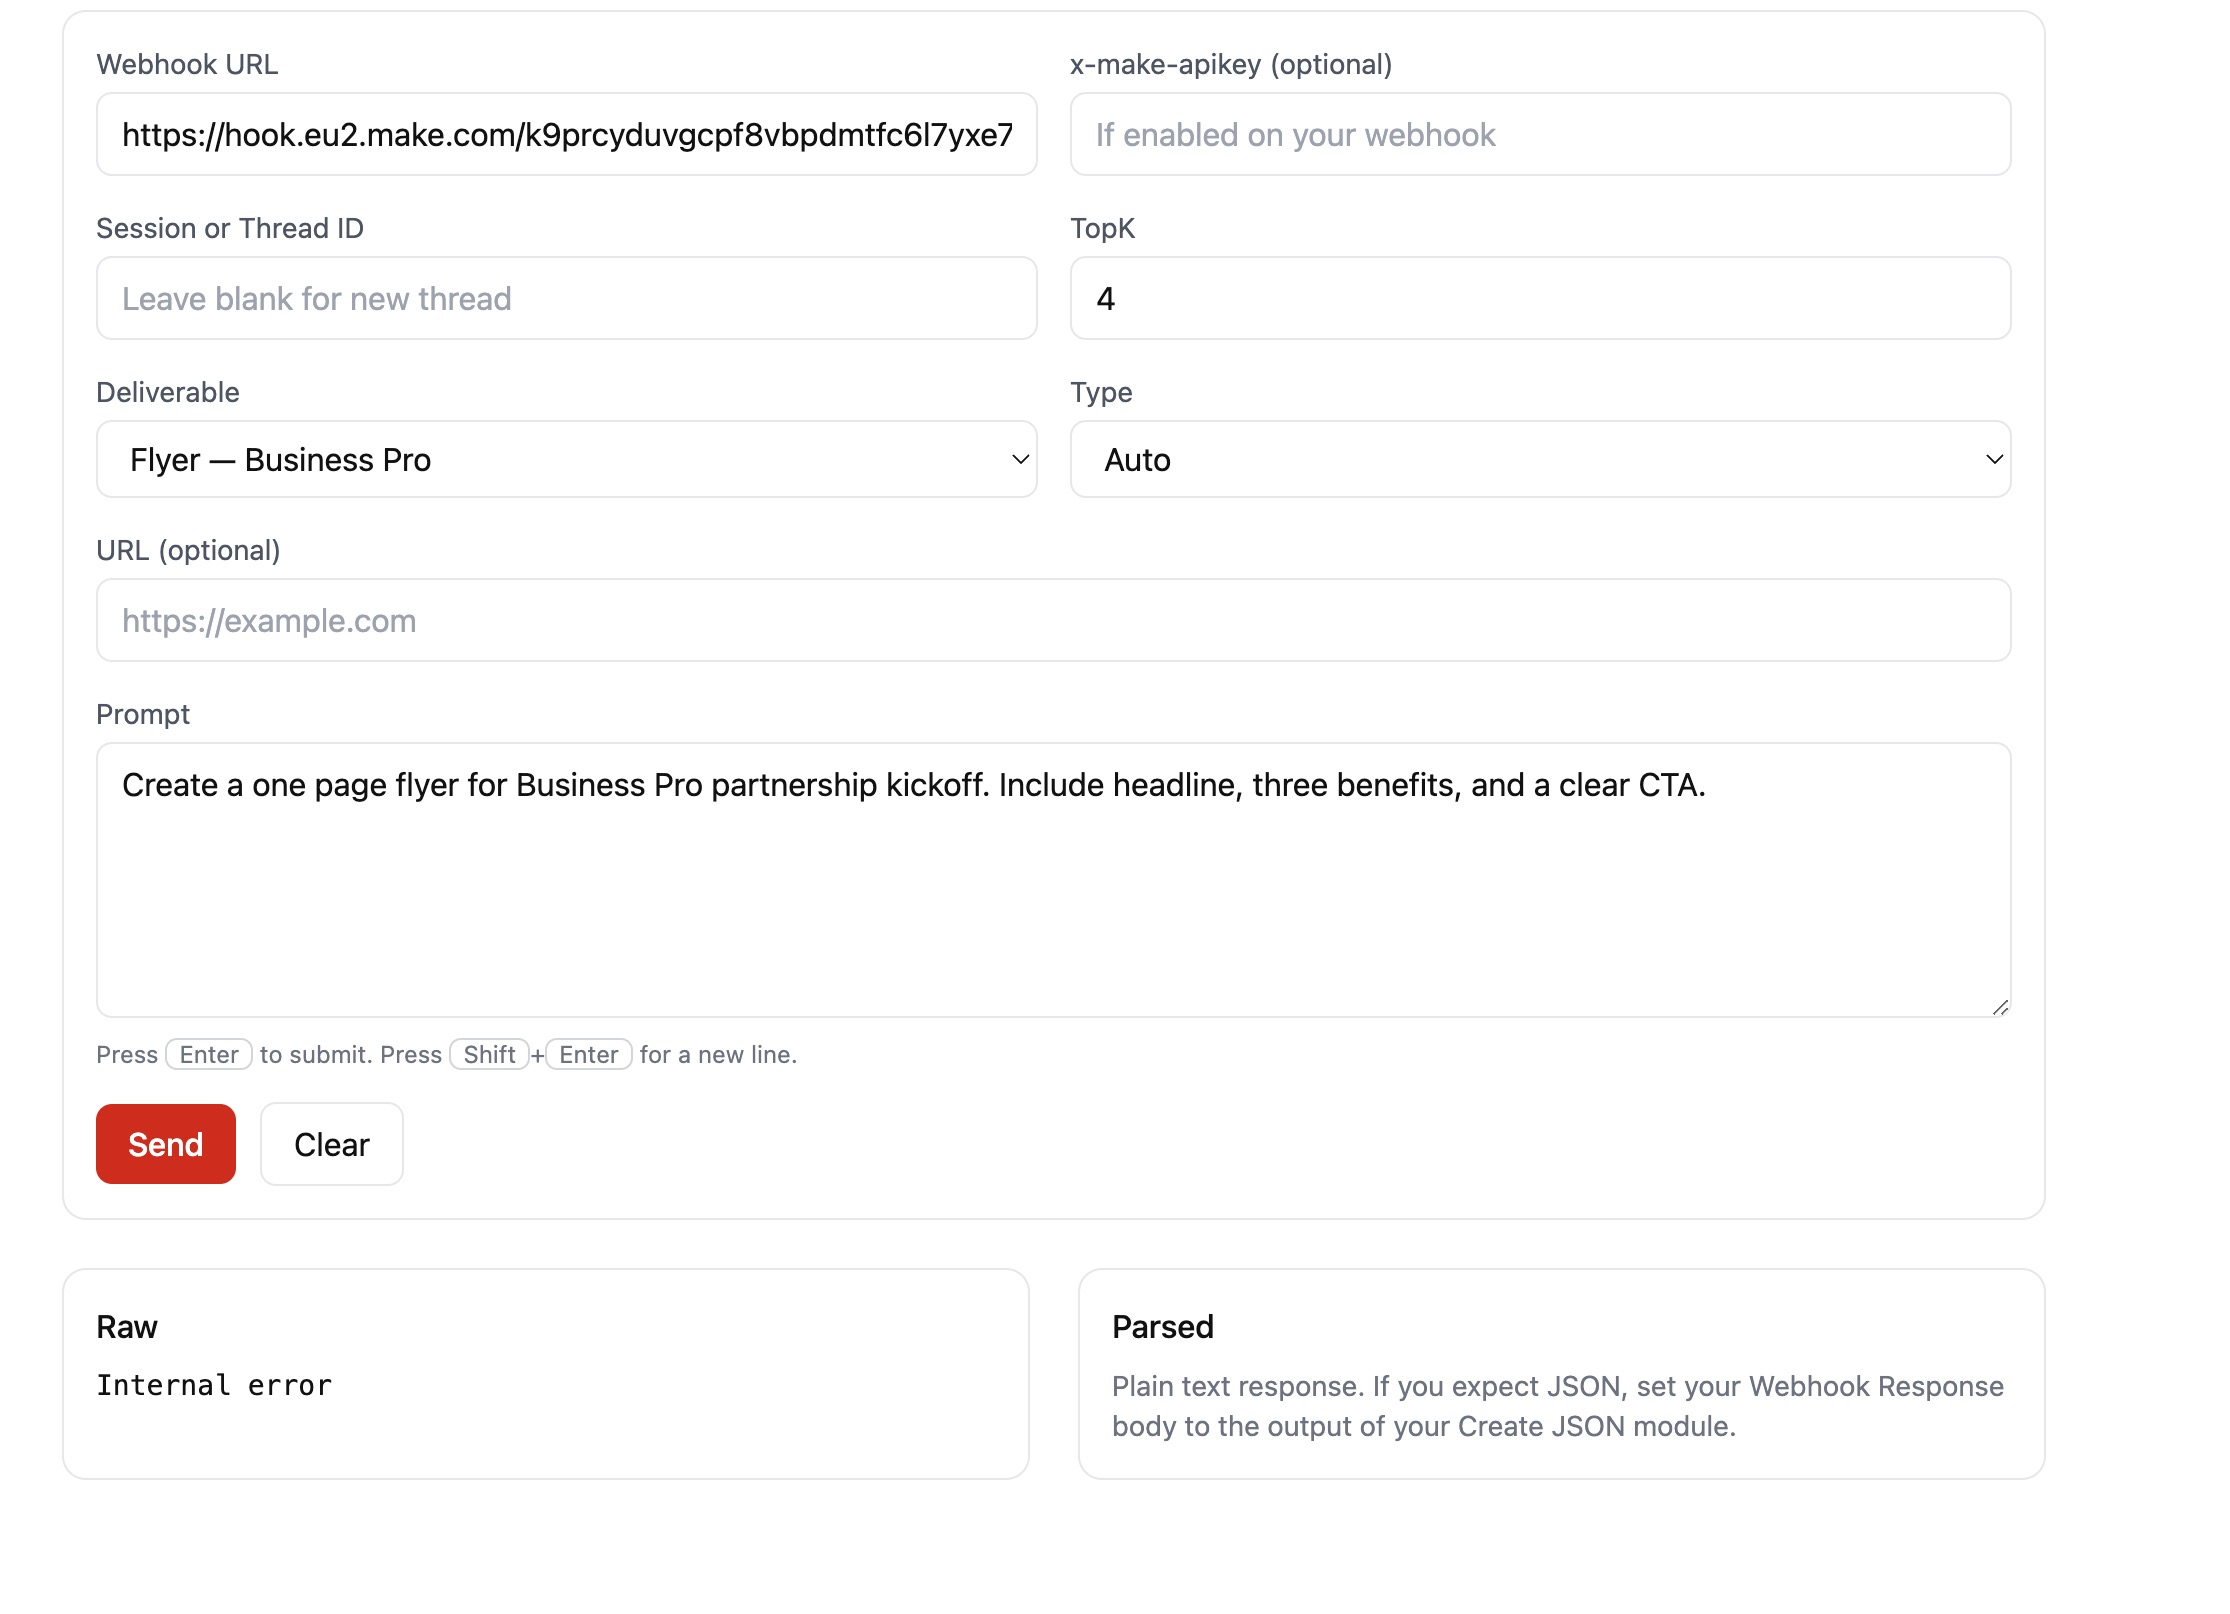 Webhook URL
x-make-apikey (optional)
https://hook.eu2.make.com/k9prcyduvgcpf8vbpdmtfc6l7yxe7
If enabled on your webhook
Session or Thread ID
TopK
Leave blank for new thread
4
Deliverable
Type
Flyer — Business Pro
Auto
URL (optional)
https://example.com
Prompt
Create a one page flyer for Business Pro partnership kickoff. Include headline, three benefits, and a clear CTA.
Press Enter to submit. Press Shift+Enter for a new line.
Send
Clear
Raw
Internal error
Parsed
Plain text response. If you expect JSON, set your Webhook Response
body to the output of your Create JSON module.